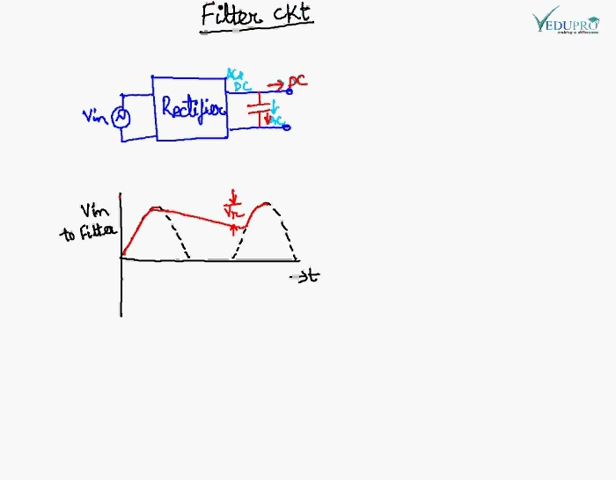 Filter ckt
VEDUPRO
making a difference
AC+
DC
→ DC
Vin
Rectifier
AC
Vin
to Filter
Vr
→t